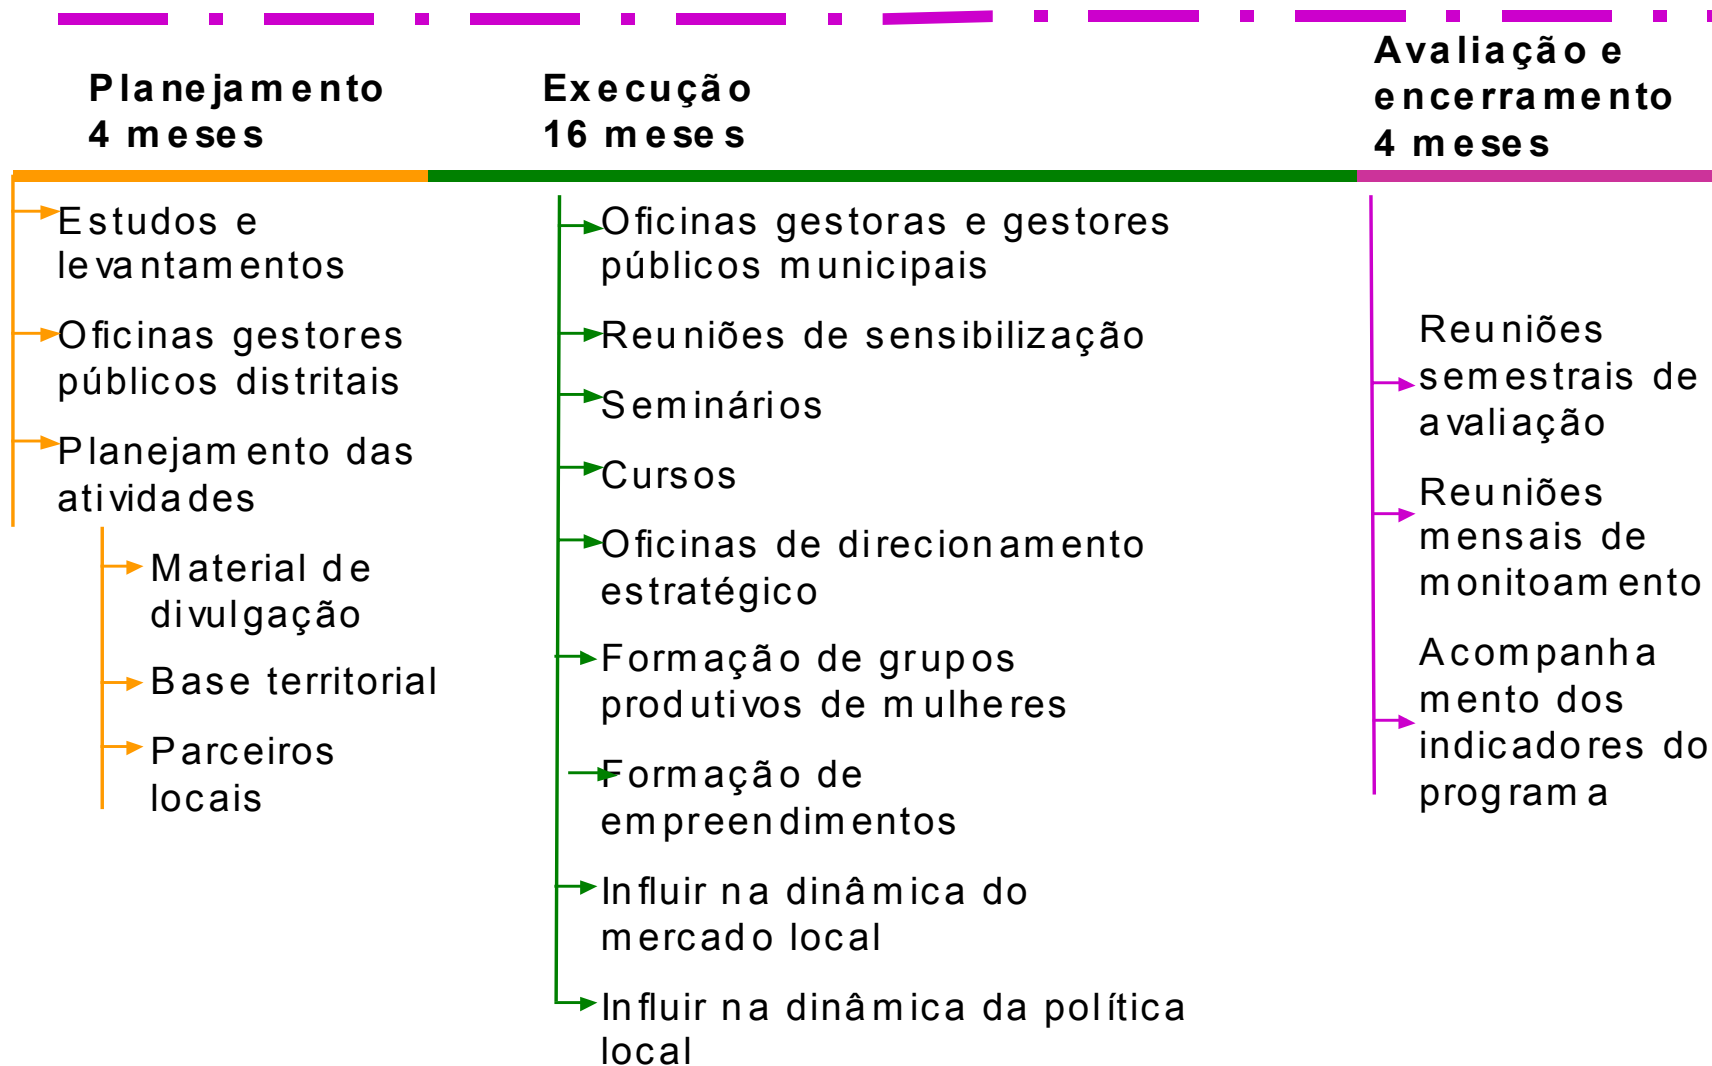 Planejamento
4 meses
Estudos e
levantamentos
Oficinas gestores
públicos distritais
Planejamento das
atividades
Material de
divulgação
Base territorial
Parceiros
locais
Execução
16 meses
Oficinas gestoras e gestores
públicos municipais
Reuniões de sensibilização
Seminários
Cursos
Oficinas de direcionamento
estratégico
Formação de grupos
produtivos de mulheres
Formação de
empreendimentos
Influir na dinâmica do
mercado local
Influir na dinâmica da política
local
Avaliação e
encerramento
4 meses
Reuniões
semestrais de
avaliação
Reuniões
mensais de
monitoamento
Acompanha
mento dos
indicadores do
programa